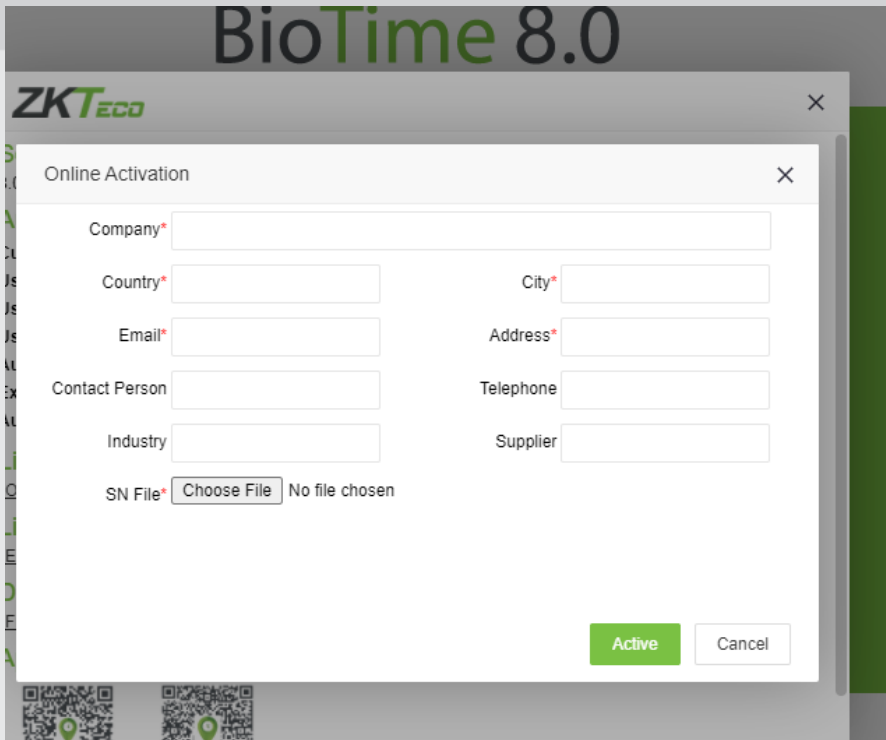 BioTime 8.0
ZKTECO
Online Activation
Company*
Country*
City*
Email*
Address*
Contact Person
Telephone
Industry
Supplier
SN File* Choose File No file chosen
Active Cancel